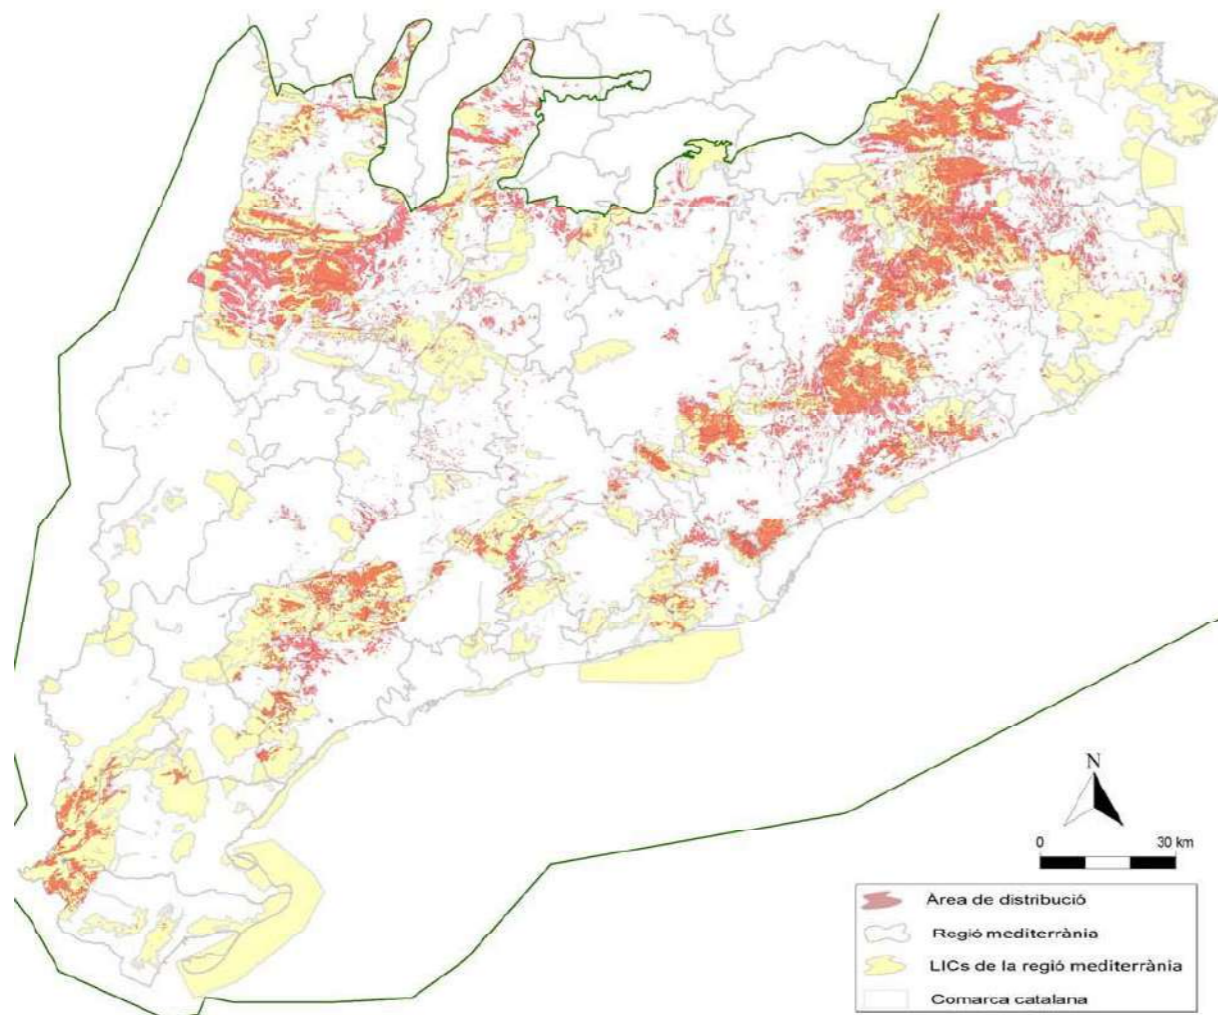 N
0 30 km
Àrea de distribució
Regió mediterrània
LICs de la regió mediterrània
Comarca catalana